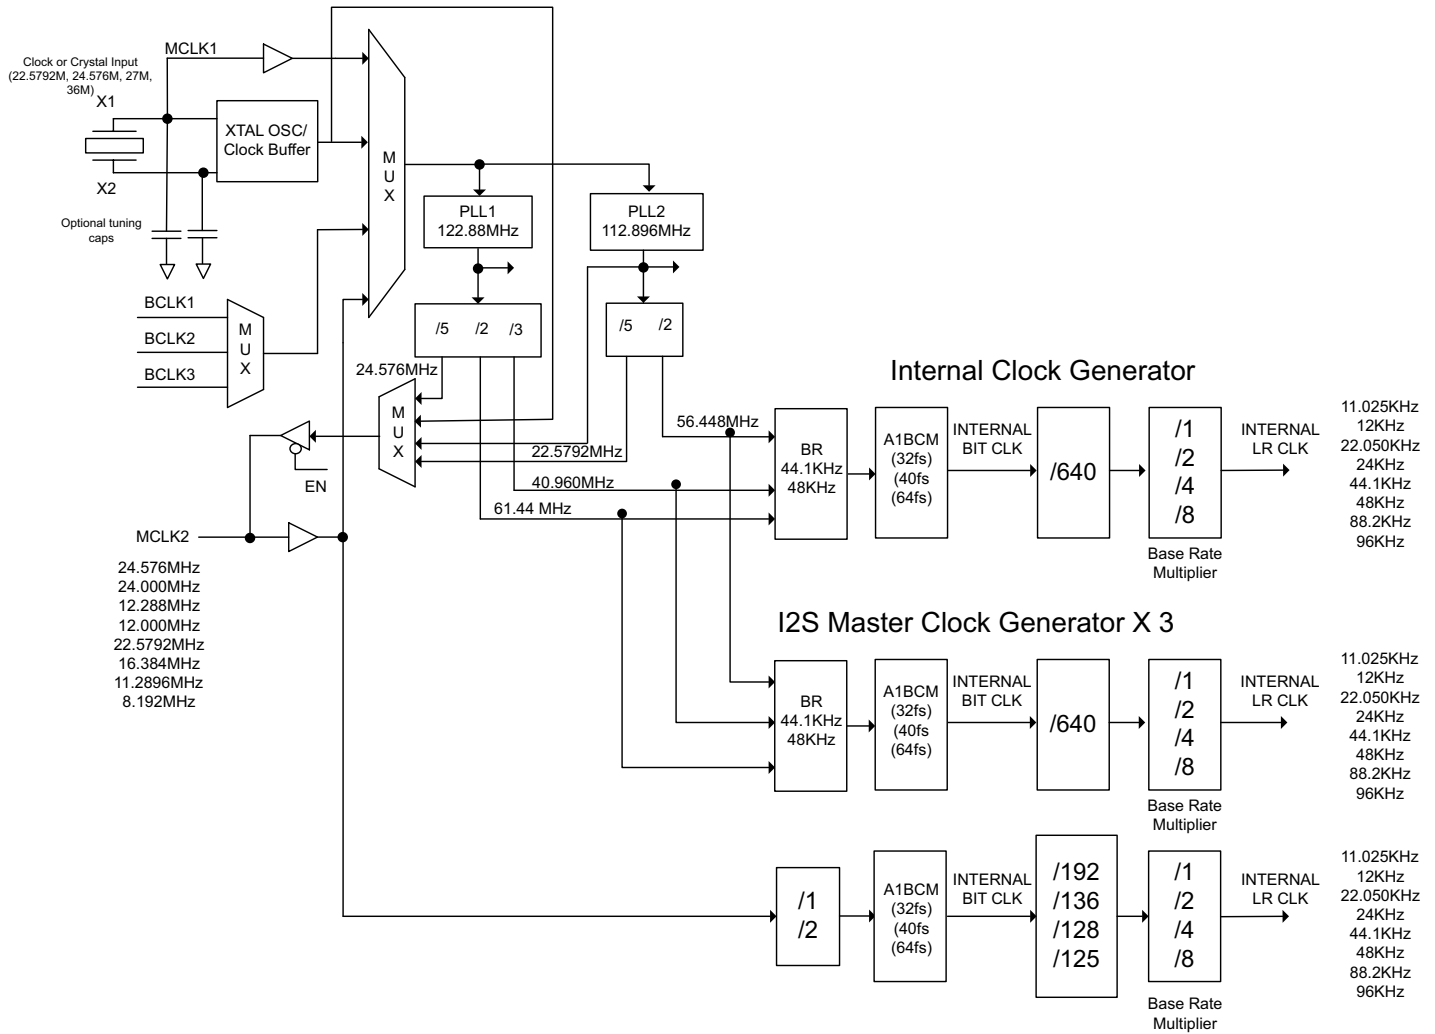 MCLK1
Clock or Crystal Input
(22.5792M, 24.576M, 27M,
36M)
X1
XTAL OSC/
Clock Buffer
X2
Optional tuning
caps
M
U
X
PLL1
122.88MHz
PLL2
112.896MHz
BCLK1
BCLK2
BCLK3
M
U
X
/5 /2 /3
/5 /2
24.576MHz
M
U
X
EN
22.5792MHz
40.960MHz
61.44 MHz
56.448MHz
MCLK2
24.576MHz
24.000MHz
12.288MHz
12.000MHz
22.5792MHz
16.384MHz
11.2896MHz
8.192MHz
Internal Clock Generator
BR
44.1KHz
48KHz
A1BCM
(32fs)
(40fs
(64fs)
INTERNAL
BIT CLK
/640
/1
/2
/4
/8
Base Rate
Multiplier
INTERNAL
LR CLK
11.025KHz
12KHz
22.050KHz
24KHz
44.1KHz
48KHz
88.2KHz
96KHz
I2S Master Clock Generator X 3
BR
44.1KHz
48KHz
A1BCM
(32fs)
(40fs
(64fs)
INTERNAL
BIT CLK
/640
/1
/2
/4
/8
Base Rate
Multiplier
INTERNAL
LR CLK
11.025KHz
12KHz
22.050KHz
24KHz
44.1KHz
48KHz
88.2KHz
96KHz
/1
/2
A1BCM
(32fs)
(40fs
(64fs)
INTERNAL
BIT CLK
/192
/136
/128
/125
/1
/2
/4
/8
Base Rate
Multiplier
INTERNAL
LR CLK
11.025KHz
12KHz
22.050KHz
24KHz
44.1KHz
48KHz
88.2KHz
96KHz